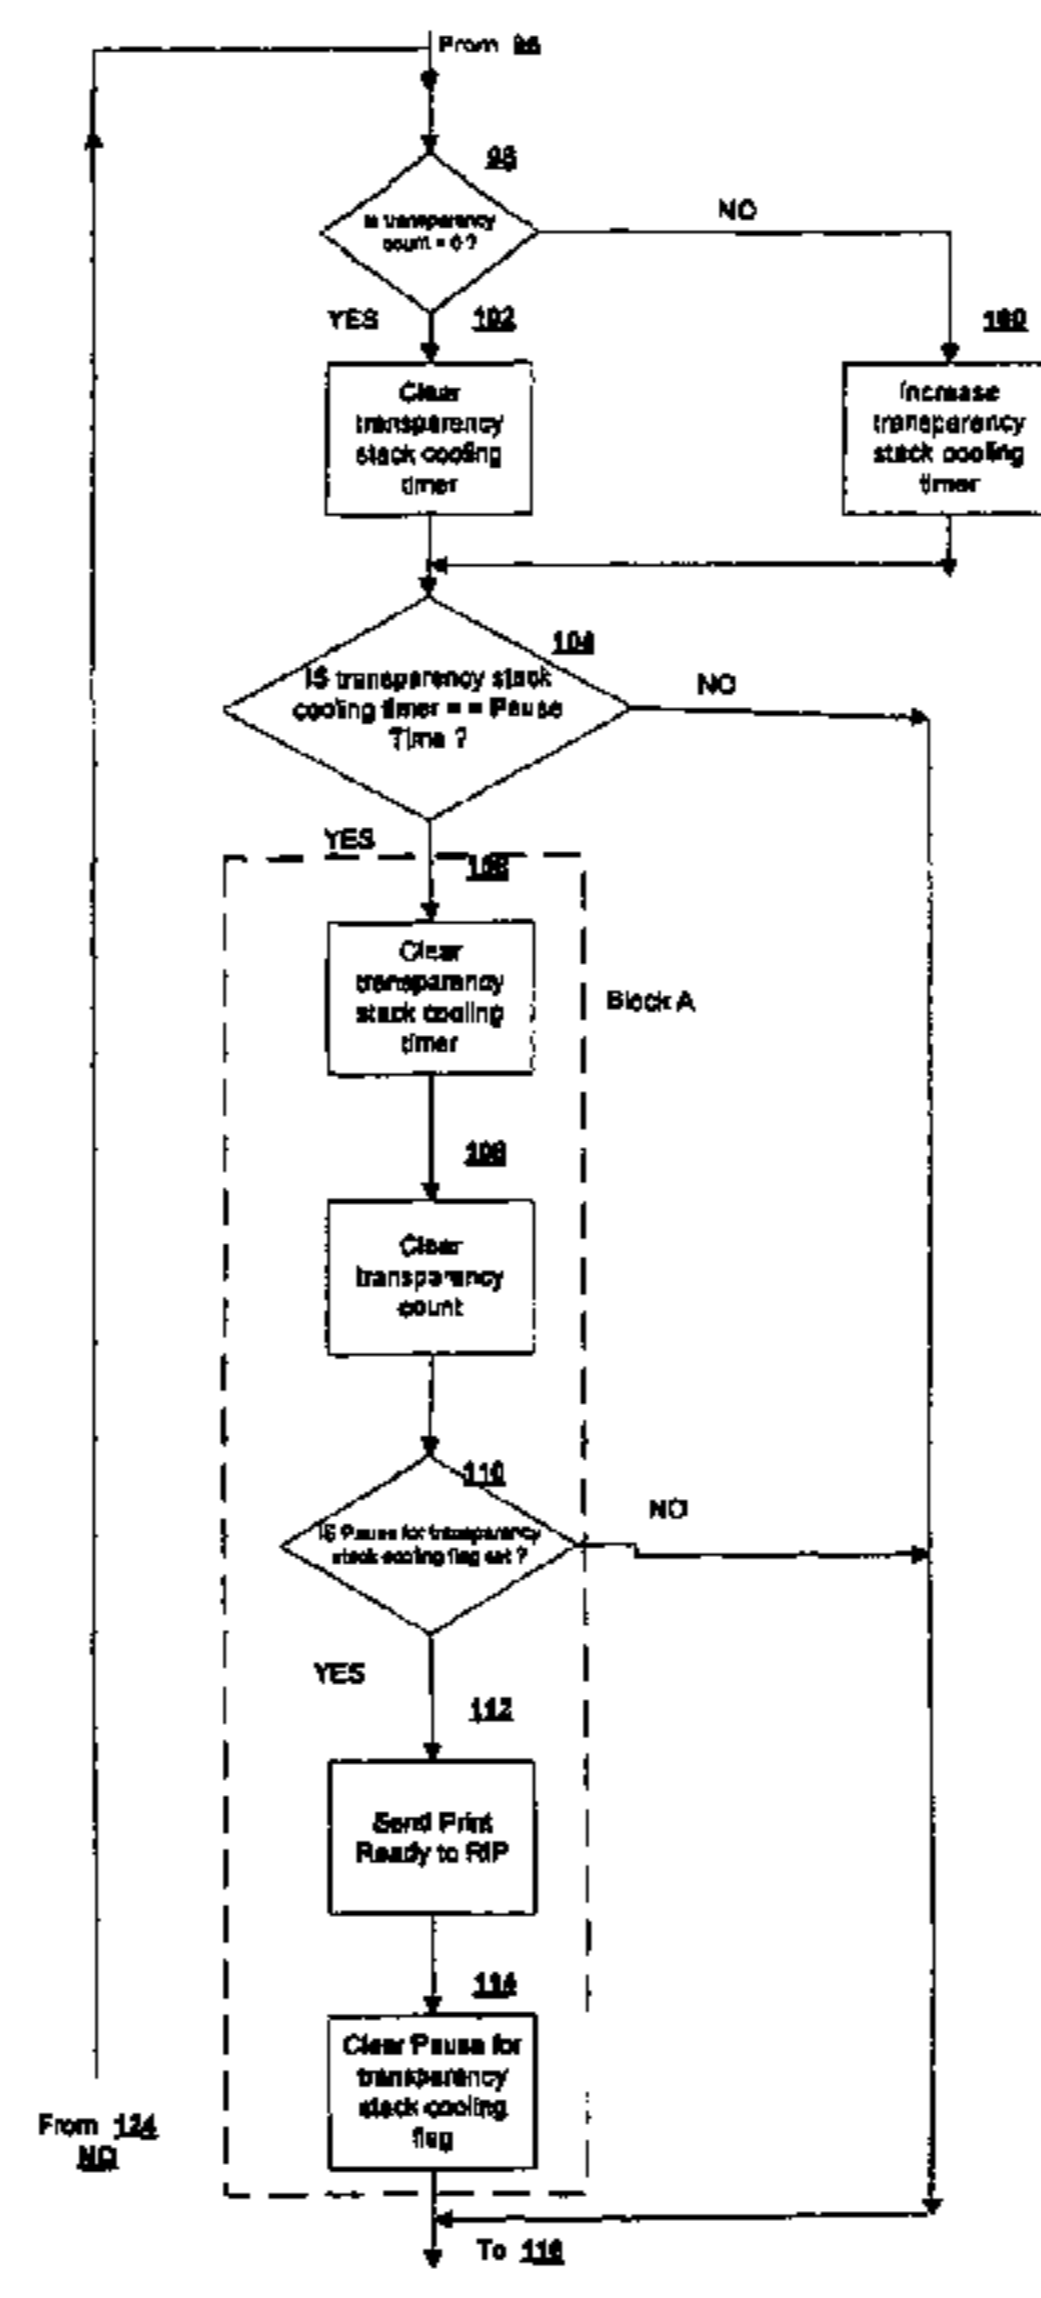 From
98
Is transparency
count = 0 ?
NO
YES
102
100
Clear
transparency
stack cooling
timer
Increase
transparency
stack cooling
timer
104
IS transparency stack
cooling timer = = Pause
Time ?
NO
YES
106
Clear
transparency
stack cooling
timer
Block A
108
Clear
transparency
count
110
IS Pause for transparency
stack cooling flag set ?
NO
YES
112
Send Print
Ready to RIP
114
Clear Pause for
transparency
stack cooling
flag
From 124
NO
To 116